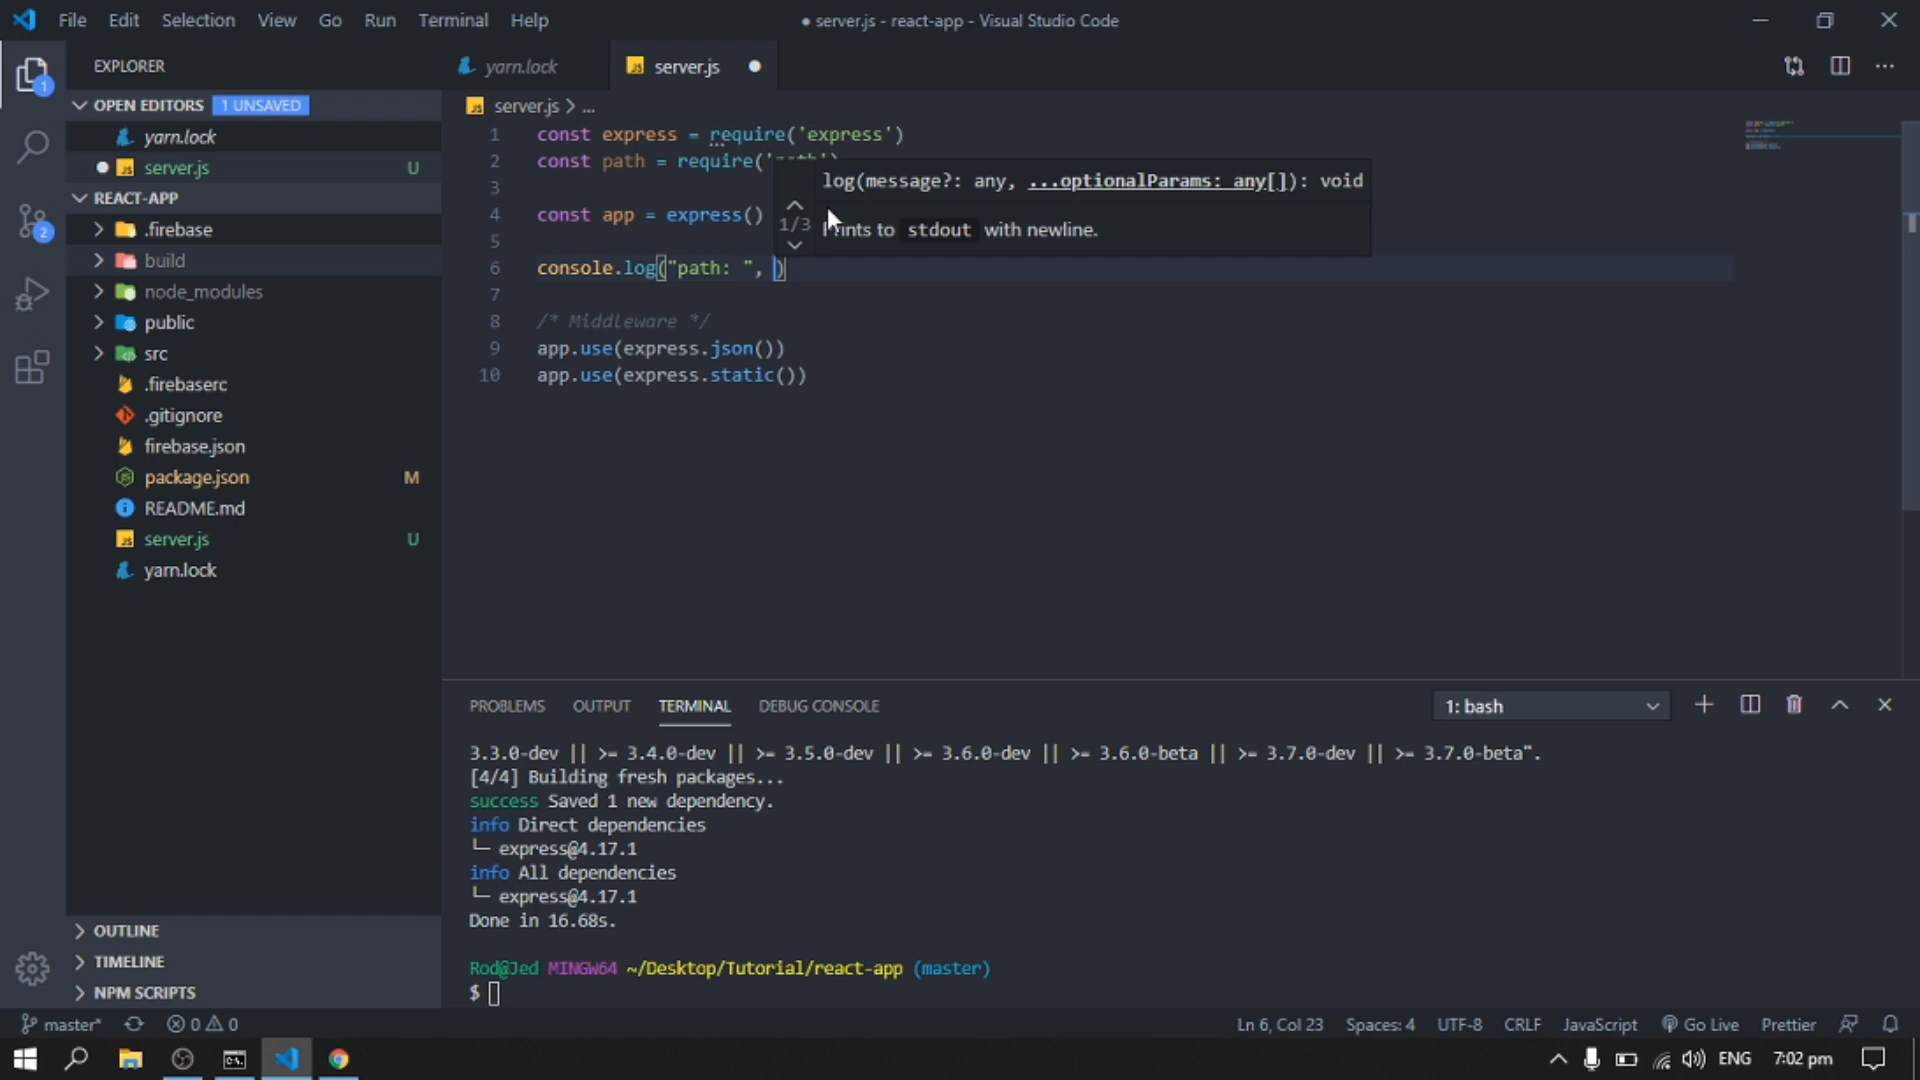 File Edit Selection View Go Run Terminal Help
● server.js - react-app - Visual Studio Code
EXPLORER
OPEN EDITORS 1 UNSAVED
yarn.lock
server.js U
REACT-APP
.firebase
build
node_modules
public
src
.firebaserc
.gitignore
firebase.json
package.json M
README.md
server.js U
yarn.lock
OUTLINE
TIMELINE
NPM SCRIPTS
1
2
yarn.lock
server.js
server.js > ...
1 const express = require('express')
2 const path = require('
3
4 const app = express()
5
6 console.log("path: ", )
7
8 /* Middleware */
9 app.use(express.json())
10 app.use(express.static())
log(message?: any, ...optionalParams: any[]): void
1/3
stdout with newline.
PROBLEMS OUTPUT TERMINAL DEBUG CONSOLE
1: bash
3.3.0-dev || >= 3.4.0-dev || >= 3.5.0-dev || >= 3.6.0-dev || >= 3.6.0-beta || >= 3.7.0-dev || >= 3.7.0-beta".
[4/4] Building fresh packages...
success Saved 1 new dependency.
info Direct dependencies
└─ express@4.17.1
info All dependencies
└─ express@4.17.1
Done in 16.68s.
Rod@Jed MINGW64 ~/Desktop/Tutorial/react-app (master)
$
master* 0 0
Ln 6, Col 23 Spaces: 4 UTF-8 CRLF JavaScript Go Live Prettier
ENG 7:02 pm